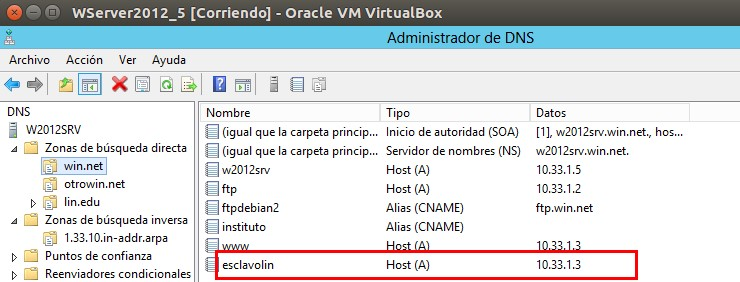 WServer2012_5 [Corriendo] - Oracle VM VirtualBox
Administrador de DNS
Archivo Acción Ver Ayuda
DNS
W2012SRV
Zonas de búsqueda directa
win.net
otrowin.net
lin.edu
Zonas de búsqueda inversa
1.33.10.in-addr.arpa
Puntos de confianza
Reenviadores condicionales
Nombre Tipo Datos
(igual que la carpeta princip... Inicio de autoridad (SOA) [1], w2012srv.win.net., hos...
(igual que la carpeta princip... Servidor de nombres (NS) w2012srv.win.net.
w2012srv Host (A) 10.33.1.5
ftp Host (A) 10.33.1.2
ftpdebian2 Alias (CNAME) ftp.win.net
instituto Alias (CNAME)
www Host (A) 10.33.1.3
esclavolin Host (A) 10.33.1.3